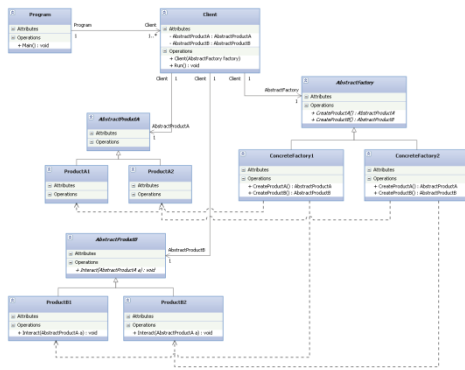 Program
Attributes
Operations
+ Main() : void
Program
1
Client
1..*
Client
Attributes
- AbstractProductA : AbstractProductA
- AbstractProductB : AbstractProductB
Operations
+ Client(AbstractFactory factory)
+ Run() : void
Client
1
Client
1
Client
1
AbstractFactory
1
AbstractFactory
Attributes
Operations
+ CreateProductA() : AbstractProductA
+ CreateProductB() : AbstractProductB
AbstractProductA
Attributes
Operations
AbstractProductA
1
ProductA1
Attributes
Operations
ProductA2
Attributes
Operations
ConcreteFactory1
Attributes
Operations
+ CreateProductA() : AbstractProductA
+ CreateProductB() : AbstractProductB
ConcreteFactory2
Attributes
Operations
+ CreateProductA() : AbstractProductA
+ CreateProductB() : AbstractProductB
AbstractProductB
Attributes
Operations
+ Interact(AbstractProductA a) : void
AbstractProductB
1
ProductB1
Attributes
Operations
+ Interact(AbstractProductA a) : void
ProductB2
Attributes
Operations
+ Interact(AbstractProductA a) : void